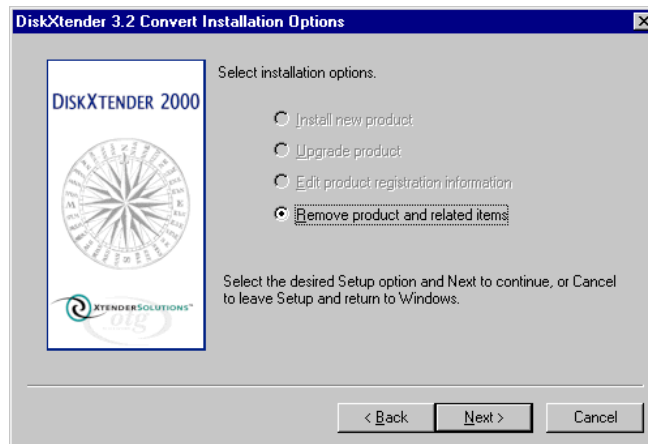 DiskXtender 3.2 Convert Installation Options
Select installation options.
DISKXTENDER 2000
Install new product
Upgrade product
Edit product registration information
Remove product and related items
Select the desired Setup option and Next to continue, or Cancel
to leave Setup and return to Windows.
XTENDERSOLUTIONS™
otg
< Back
Next >
Cancel